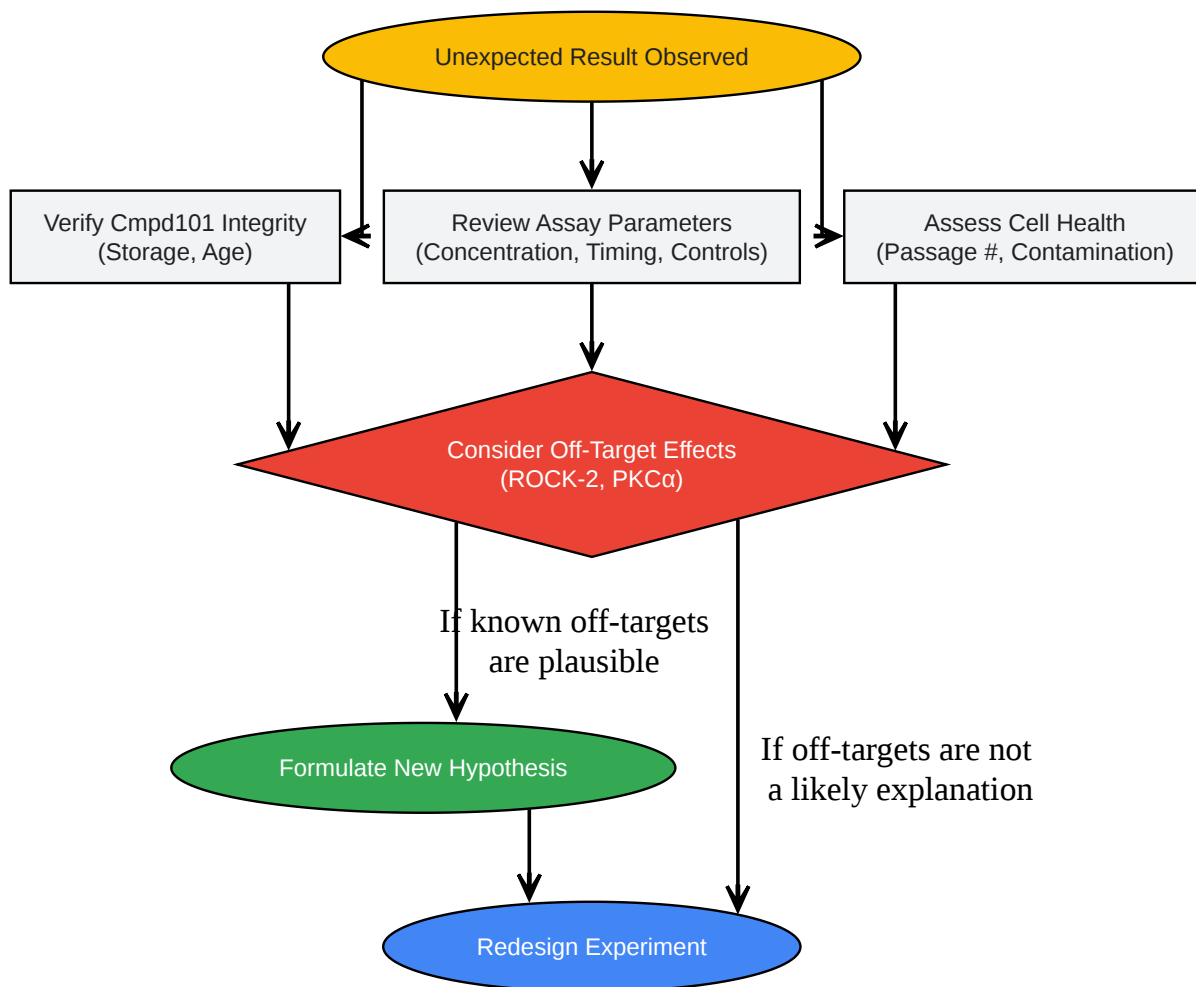 Unexpected Result Observed
Verify Cmpd101 Integrity
(Storage, Age)
Review Assay Parameters
(Concentration, Timing, Controls)
Assess Cell Health
(Passage #, Contamination)
Consider Off-Target Effects
(ROCK-2, PKCα)
If known off-targets
are plausible
Formulate New Hypothesis
If off-targets are not
a likely explanation
Redesign Experiment